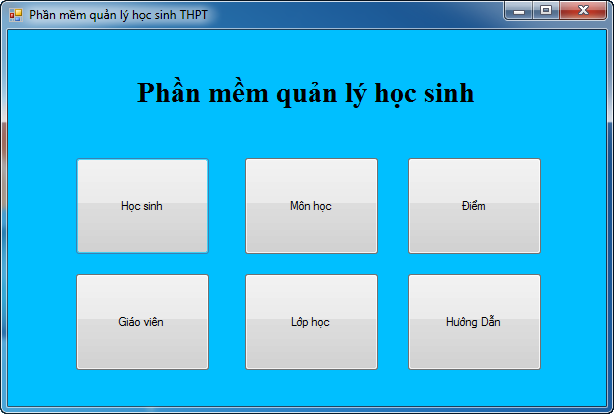 Phần mềm quản lý học sinh THPT
Phần mềm quản lý học sinh
Học sinh
Môn học
Điểm
Giáo viên
Lớp học
Hướng Dẫn